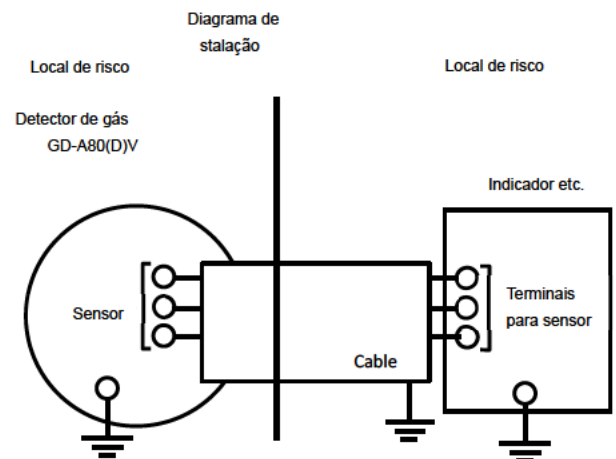 Diagrama de
stalação
Local de risco
Local de risco
Detector de gás
GD-A80(D)V
Indicador etc.
Sensor
Terminais
para sensor
Cable